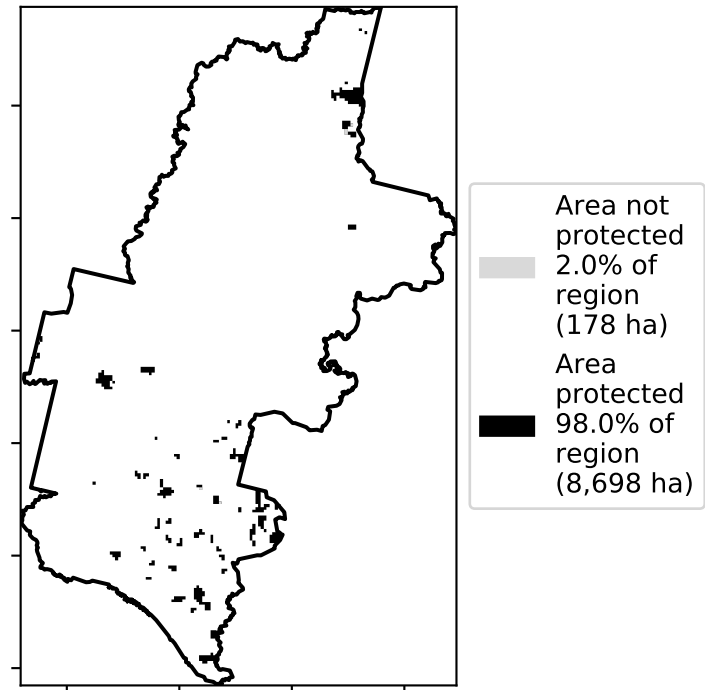 Area not
protected
2.0% of
region
(178 ha)
Area
protected
98.0% of
region
(8,698 ha)